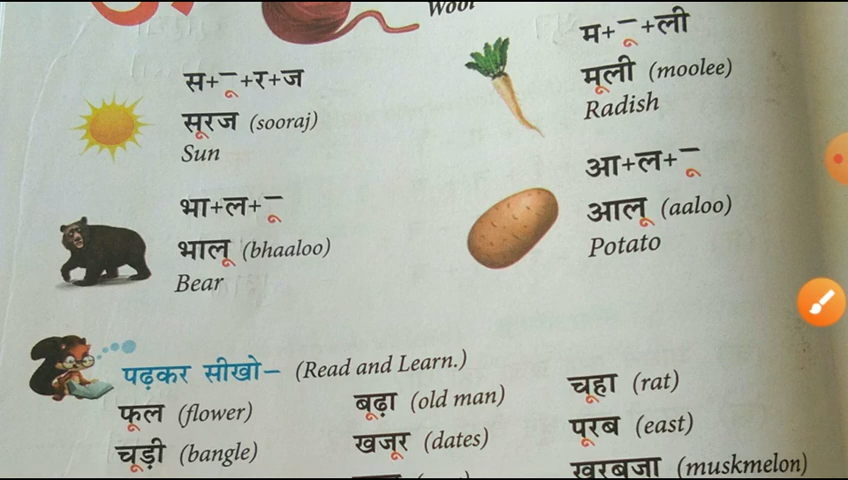 Wool
स+ ू+र+ज
सूरज (sooraj)
Sun
म+ ू+ली
मूली (moolee)
Radish
भा+ल+ ू
भालू (bhaaloo)
Bear
आ+ल+ ू
आलू (aaloo)
Potato
पढ़कर सीखो– (Read and Learn.)
फूल (flower)
बूढ़ा (old man)
चूहा (rat)
चूड़ी (bangle)
खजूर (dates)
पूरब (east)
(muskmelon)